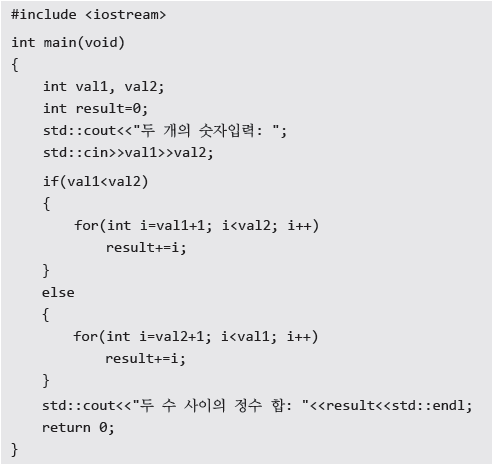 #include <iostream>
int main(void)
{
    int val1, val2;
    int result=0;
    std::cout<<"두 개의 숫자입력: ";
    std::cin>>val1>>val2;
    if(val1<val2)
    {
        for(int i=val1+1; i<val2; i++)
            result+=i;
    }
    else
    {
        for(int i=val2+1; i<val1; i++)
            result+=i;
    }
    std::cout<<"두 수 사이의 정수 합: "<<result<<std::endl;
    return 0;
}